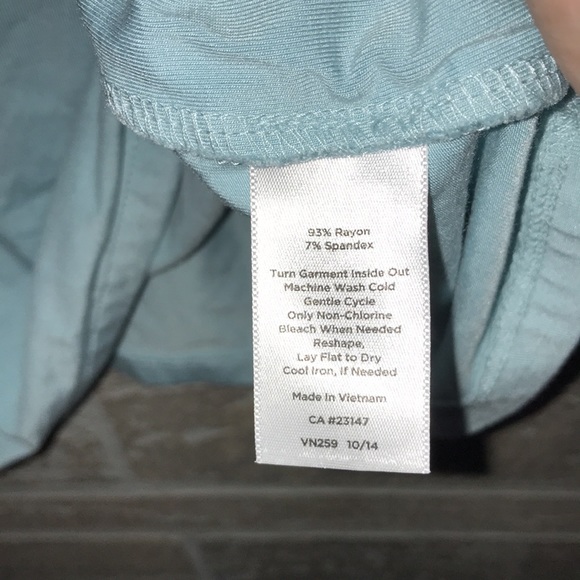 93% Rayon
7% Spandex
Turn Garment Inside Out
Machine Wash Cold
Gentle Cycle
Only Non-Chlorine
Bleach When Needed
Reshape,
Lay Flat to Dry
Cool Iron, If Needed
Made in Vietnam
CA #23147
VN259 10/14